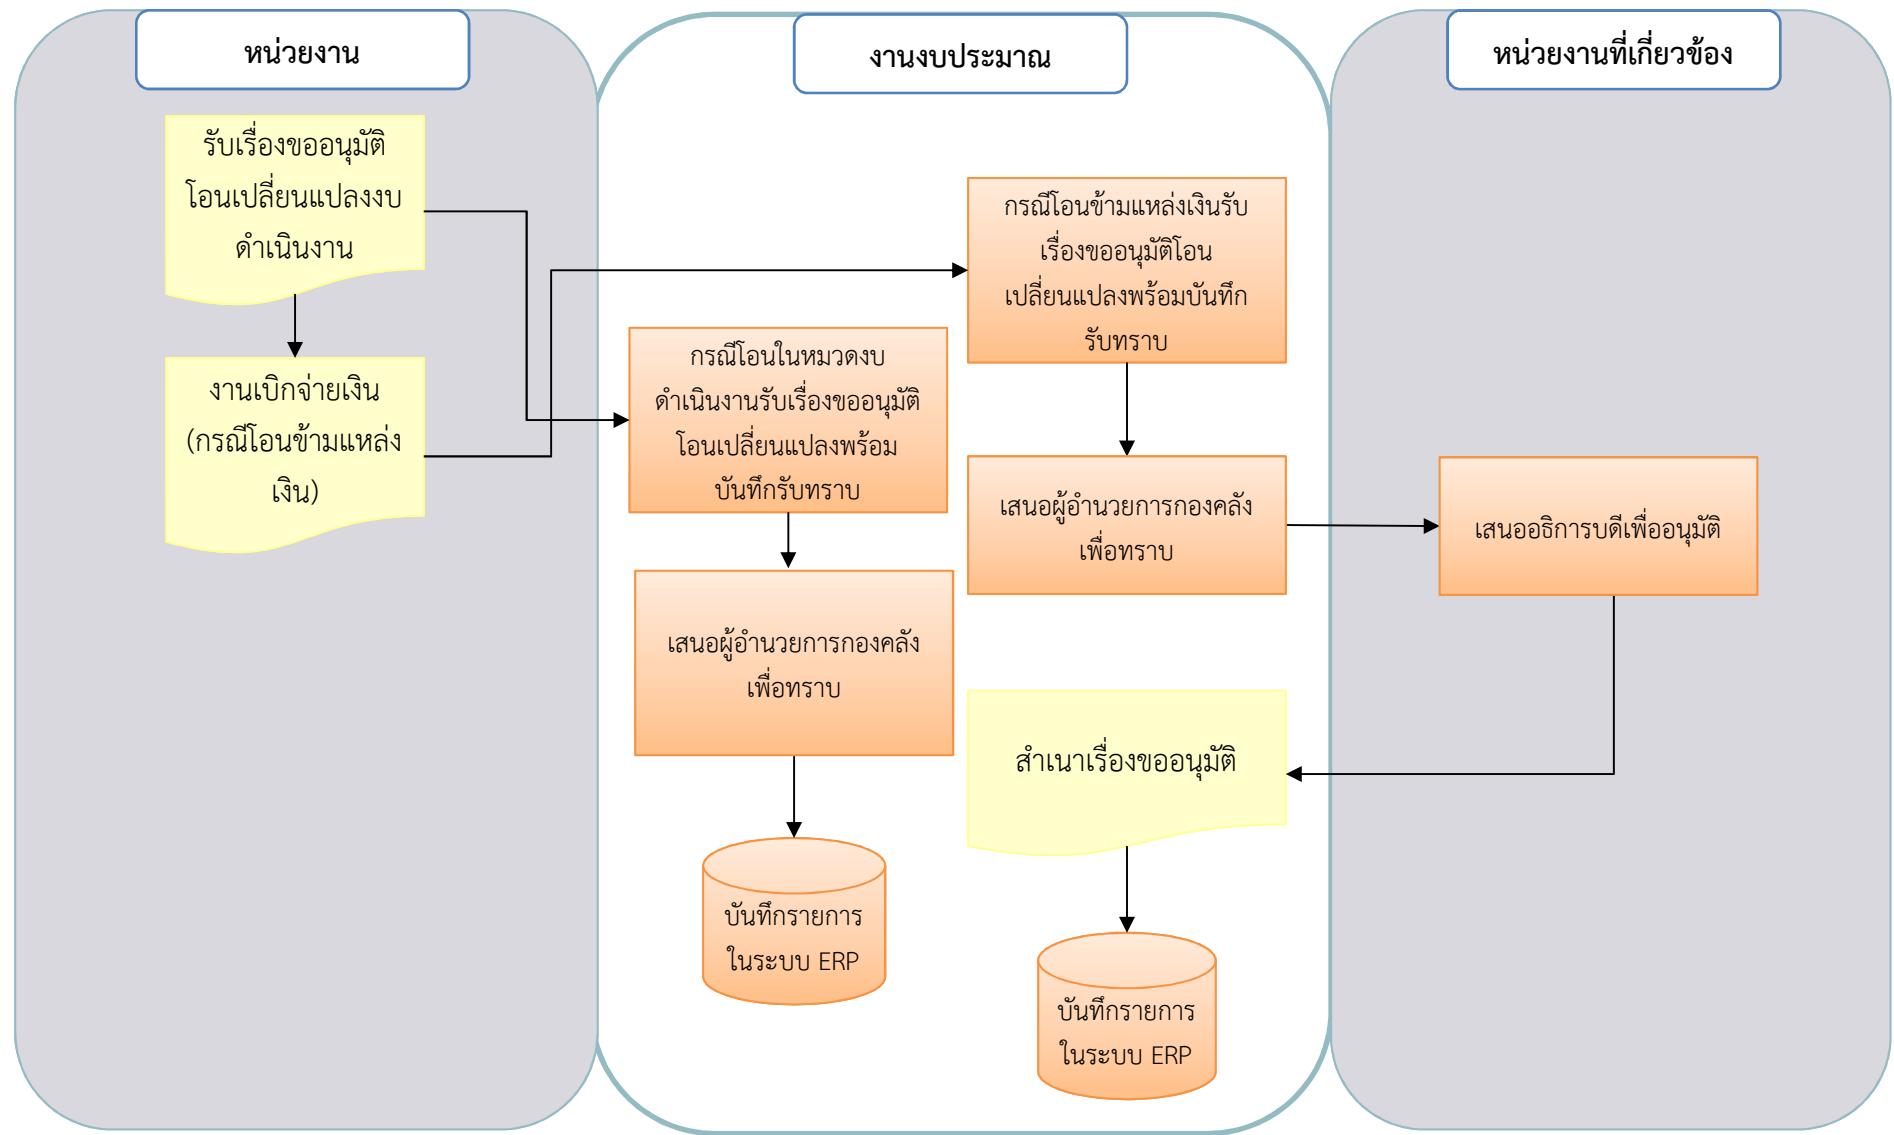 หน่วยงาน
งานงบประมาณ
หน่วยงานที่เกี่ยวข้อง
รับเรื่องขออนุมัติ
โอนเปลี่ยนแปลงงบ
ดำเนินงาน
งานเบิกจ่ายเงิน
(กรณีโอนข้ามแหล่ง
เงิน)
กรณีโอนในหมวดงบ
ดำเนินงานรับเรื่องขออนุมัติ
โอนเปลี่ยนแปลงพร้อม
บันทึกรับทราบ
เสนอผู้อำนวยการกองคลัง
เพื่อทราบ
บันทึกรายการ
ในระบบ ERP
กรณีโอนข้ามแหล่งเงินรับ
เรื่องขออนุมัติโอน
เปลี่ยนแปลงพร้อมบันทึก
รับทราบ
เสนอผู้อำนวยการกองคลัง
เพื่อทราบ
เสนออธิการบดีเพื่ออนุมัติ
สำเนาเรื่องขออนุมัติ
บันทึกรายการ
ในระบบ ERP